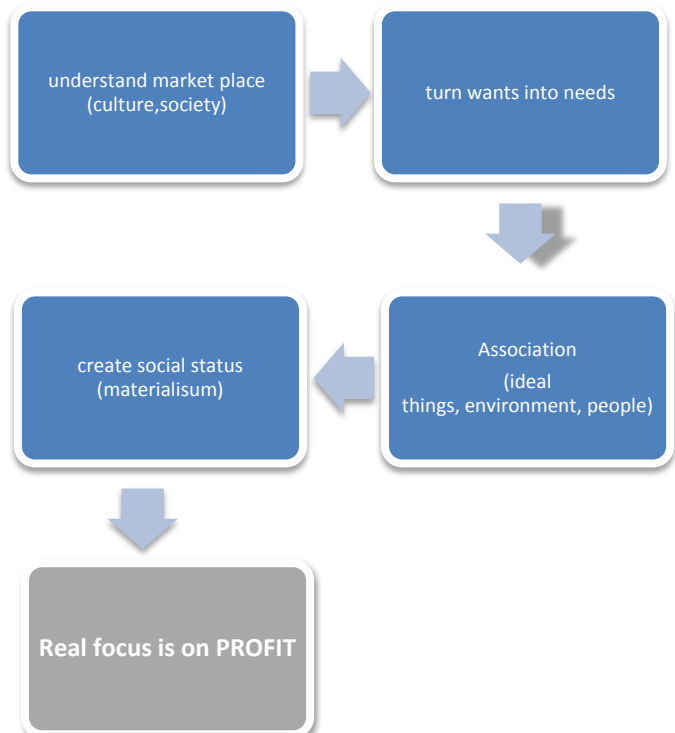 understand market place
(culture,society)
turn wants into needs
Association
(ideal
things, environment, people)
create social status
(materialisum)
Real focus is on PROFIT